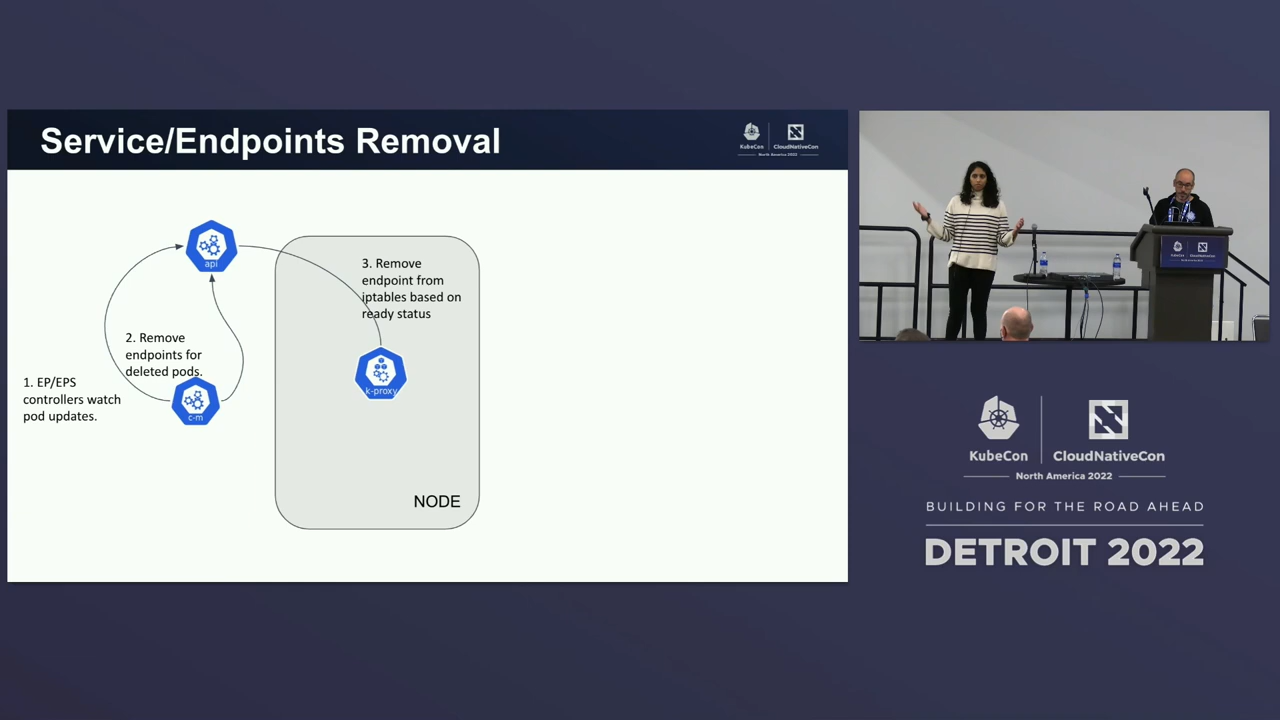 Service/Endpoints Removal
KubeCon
CloudNativeCon
North America 2022
api
3. Remove
endpoint from
iptables based on
ready status
2. Remove
endpoints for
deleted pods.
1. EP/EPS
controllers watch
pod updates.
c-m
k-proxy
NODE
KubeCon
CloudNativeCon
North America 2022
BUILDING FOR THE ROAD AHEAD
DETROIT 2022